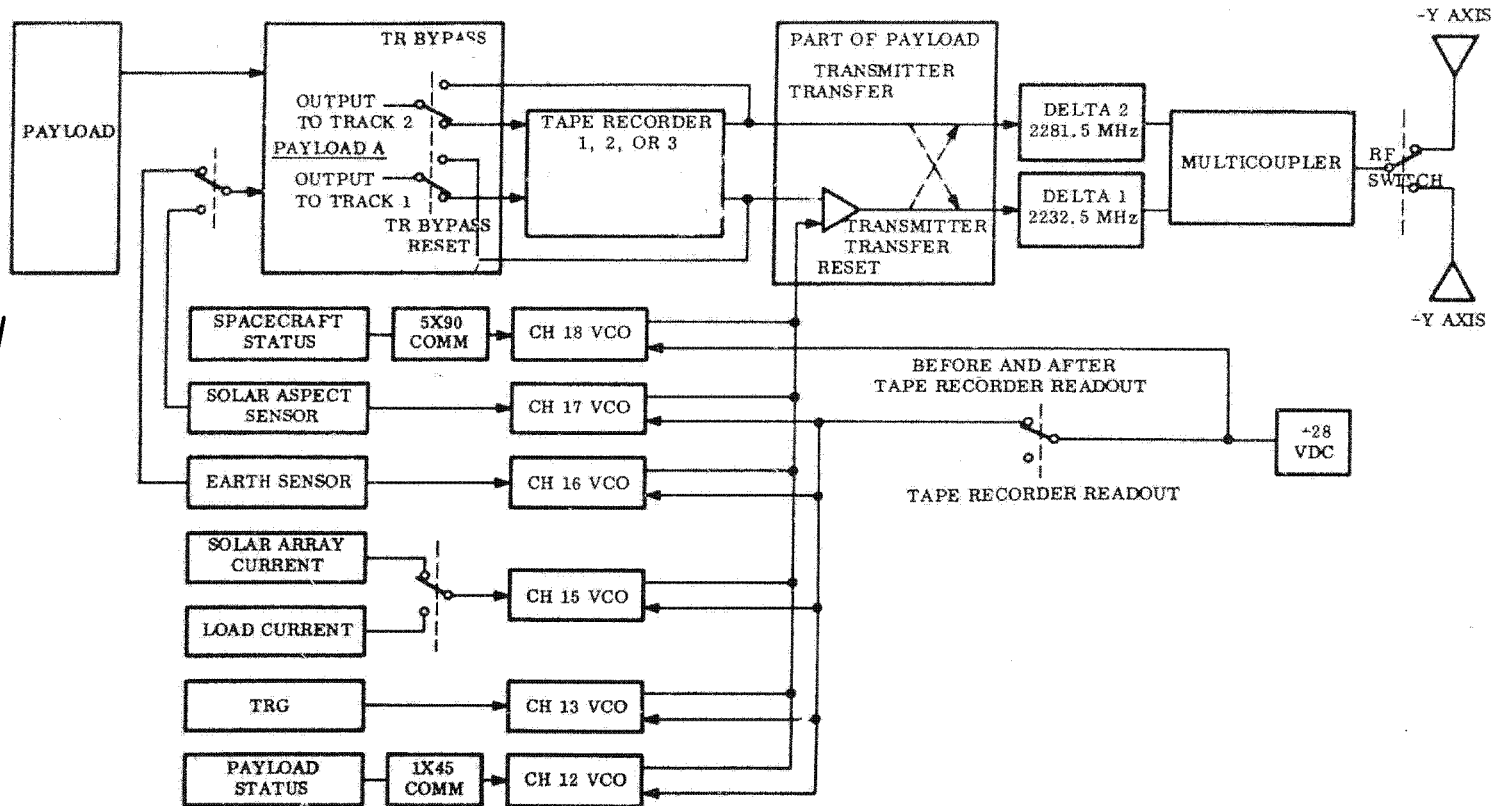 -Y AXIS
PAYLOAD
TR BYPASS
OUTPUT
TO TRACK 2
PAYLOAD A
OUTPUT
TO TRACK 1
TR BYPASS
RESET
TAPE RECORDER
1, 2, OR 3
PART OF PAYLOAD
TRANSMITTER
TRANSFER
TRANSMITTER
TRANSFER
RESET
DELTA 2
2281.5 MHz
DELTA 1
2232.5 MHz
MULTICOUPLER
RF
SWITCH
-Y AXIS
SPACECRAFT
STATUS
5X90
COMM
CH 18 VCO
SOLAR ASPECT
SENSOR
CH 17 VCO
EARTH SENSOR
CH 16 VCO
SOLAR ARRAY
CURRENT
LOAD CURRENT
CH 15 VCO
TRG
CH 13 VCO
PAYLOAD
STATUS
1X45
COMM
CH 12 VCO
BEFORE AND AFTER
TAPE RECORDER READOUT
TAPE RECORDER READOUT
+28
VDC